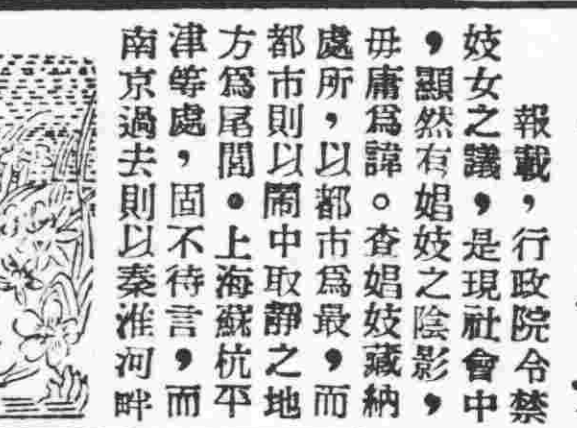 報載，行政院令禁
妓女之議，是現社會中
，顯然有娼妓之陰影，
毋庸爲諱。查娼妓藏納
處所，以都市爲最，而
都市則以鬧中取靜之地
方爲尾閭。上海蘇杭平
津等處，固不待言，而
南京過去則以秦淮河畔